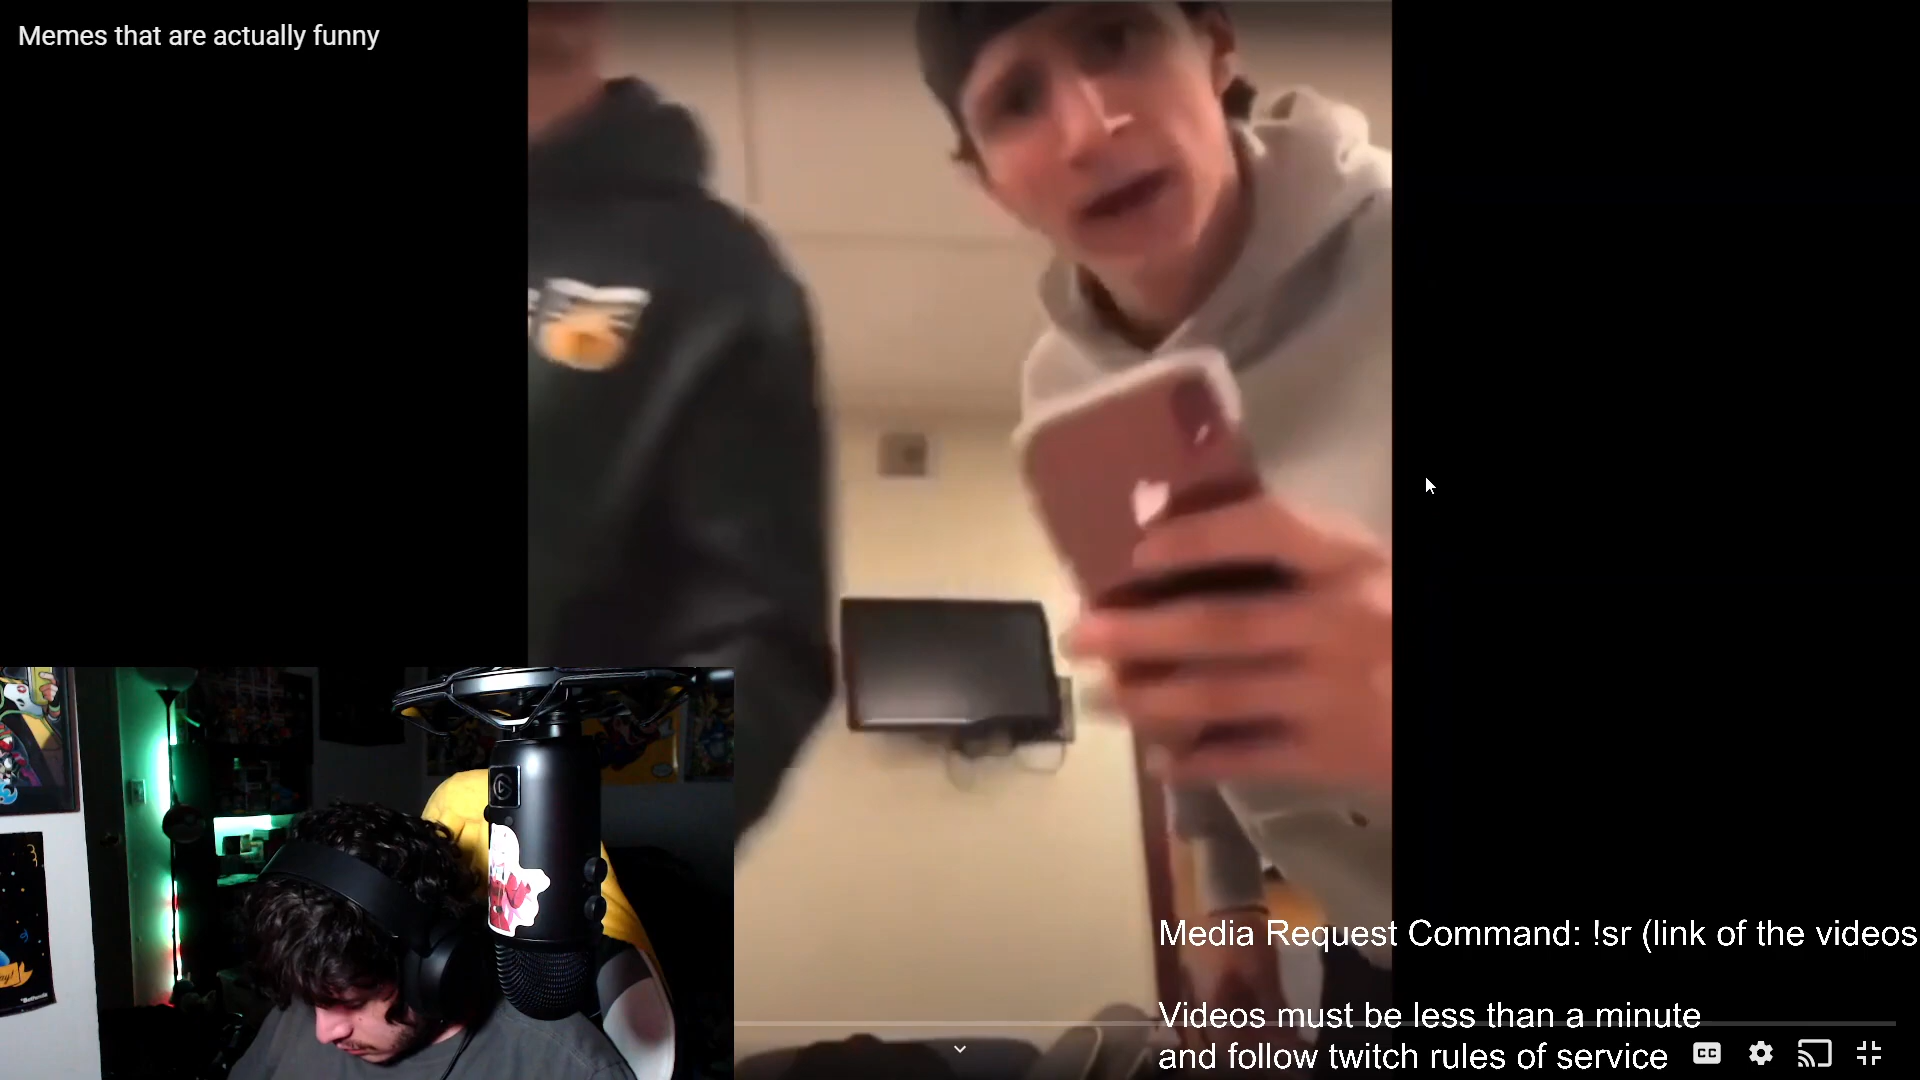 Memes that are actually funny
Media Request Command: !sr (link of the videos
Videos must be less than a minute
and follow twitch rules of service
CC